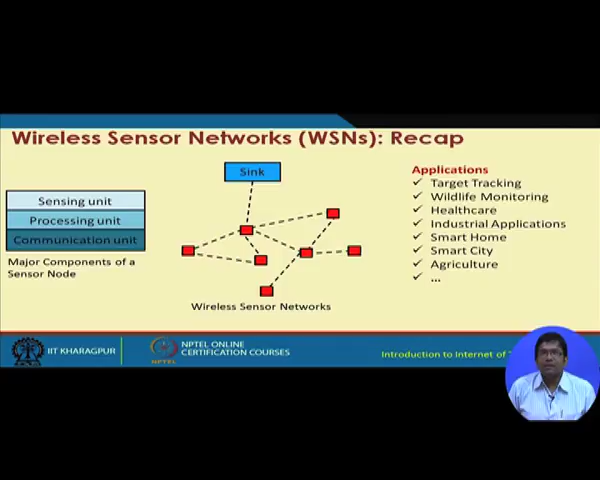 Wireless Sensor Networks (WSNs): Recap
Sink
Sensing unit
Processing unit
Communication unit
Major Components of a
Sensor Node
Wireless Sensor Networks
Applications
✓ Target Tracking
✓ Wildlife Monitoring
✓ Healthcare
✓ Industrial Applications
✓ Smart Home
✓ Smart City
✓ Agriculture
✓ ...
IIT KHARAGPUR
NPTEL
NPTEL ONLINE
CERTIFICATION COURSES
Introduction to Internet of